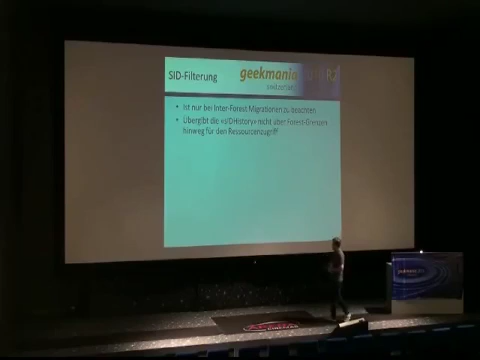 SID-Filterung
geekmania
R2
• Ist nur bei Inter-Forest Migrationen zu beachten
• Übergibt die «SIDHistory» nicht über Forest-Grenzen
hinweg für den Ressourcenzugriff